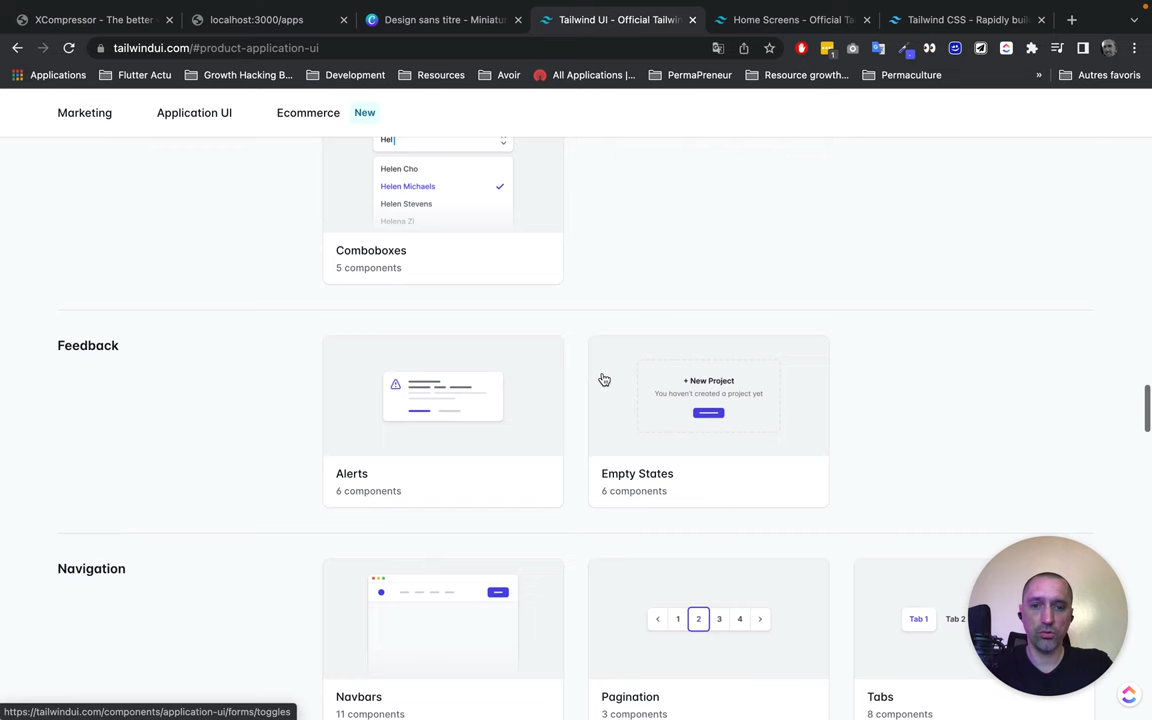 XCompressor - The better v
localhost:3000/apps
Design sans titre - Miniatur
Tailwind UI - Official Tailwin
Home Screens - Official Tail
Tailwind CSS - Rapidly buil
tailwindui.com/#product-application-ui
Applications
Flutter Actu
Growth Hacking B...
Development
Resources
Avoir
All Applications |...
PermaPreneur
Resource growth...
Permaculture
»
Autres favoris
Marketing
Application UI
Ecommerce
New
Hel
Helen Cho
Helen Michaels
Helen Stevens
Helena Zi
Comboboxes
5 components
Feedback
+ New Project
You haven't created a project yet
Alerts
6 components
Empty States
6 components
Navigation
1 2 3 4
Tab 1 Tab 2
Navbars
11 components
Pagination
3 components
Tabs
8 components
https://tailwindui.com/components/application-ui/forms/toggles